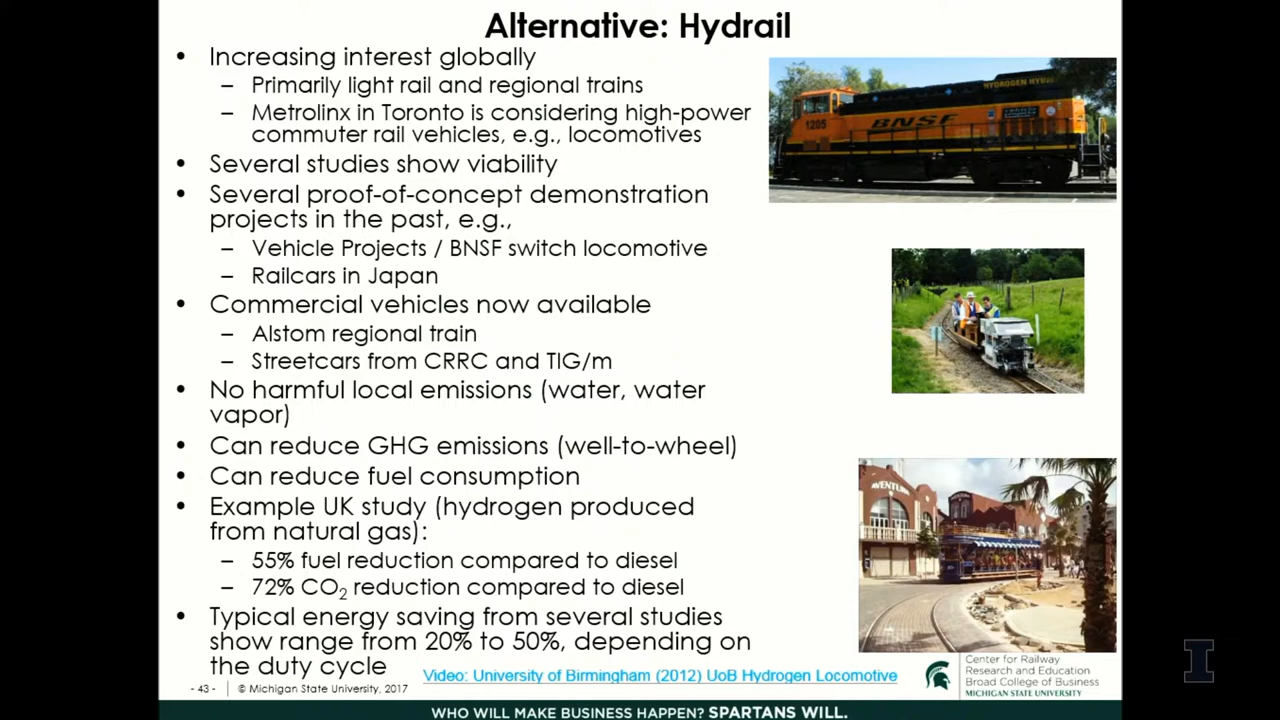 Alternative: Hydrail
• Increasing interest globally
– Primarily light rail and regional trains
– Metrolinx in Toronto is considering high-power
commuter rail vehicles, e.g., locomotives
• Several studies show viability
• Several proof-of-concept demonstration
projects in the past, e.g.,
– Vehicle Projects / BNSF switch locomotive
– Railcars in Japan
• Commercial vehicles now available
– Alstom regional train
– Streetcars from CRRC and TIG/m
• No harmful local emissions (water, water
vapor)
• Can reduce GHG emissions (well-to-wheel)
• Can reduce fuel consumption
• Example UK study (hydrogen produced
from natural gas):
– 55% fuel reduction compared to diesel
– 72% CO₂ reduction compared to diesel
• Typical energy saving from several studies
show range from 20% to 50%, depending on
the duty cycle
HYDROGEN
1205
BNSF
Video: University of Birmingham (2012) UoB Hydrogen Locomotive
- 43 - | © Michigan State University, 2017
Center for Railway
Research and Education
Broad College of Business
MICHIGAN STATE UNIVERSITY
I
WHO WILL MAKE BUSINESS HAPPEN? SPARTANS WILL.